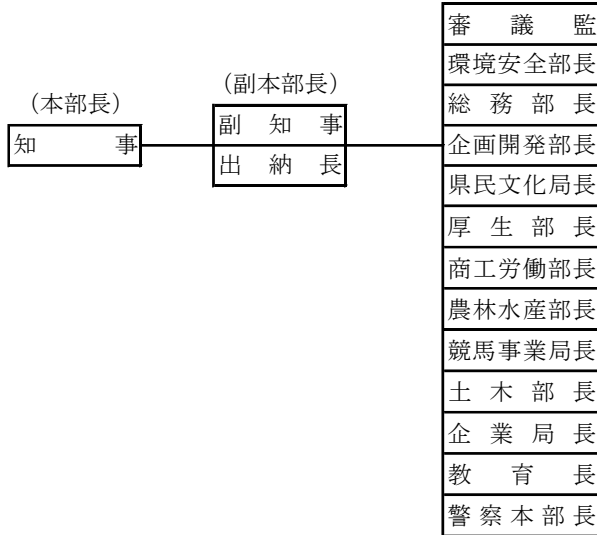 (本部長)
知事
(副本部長)
副知事
出納長
審議監
環境安全部長
総務部長
企画開発部長
県民文化局長
厚生部長
商工労働部長
農林水産部長
競馬事業局長
土木部長
企業局長
教育長
警察本部長